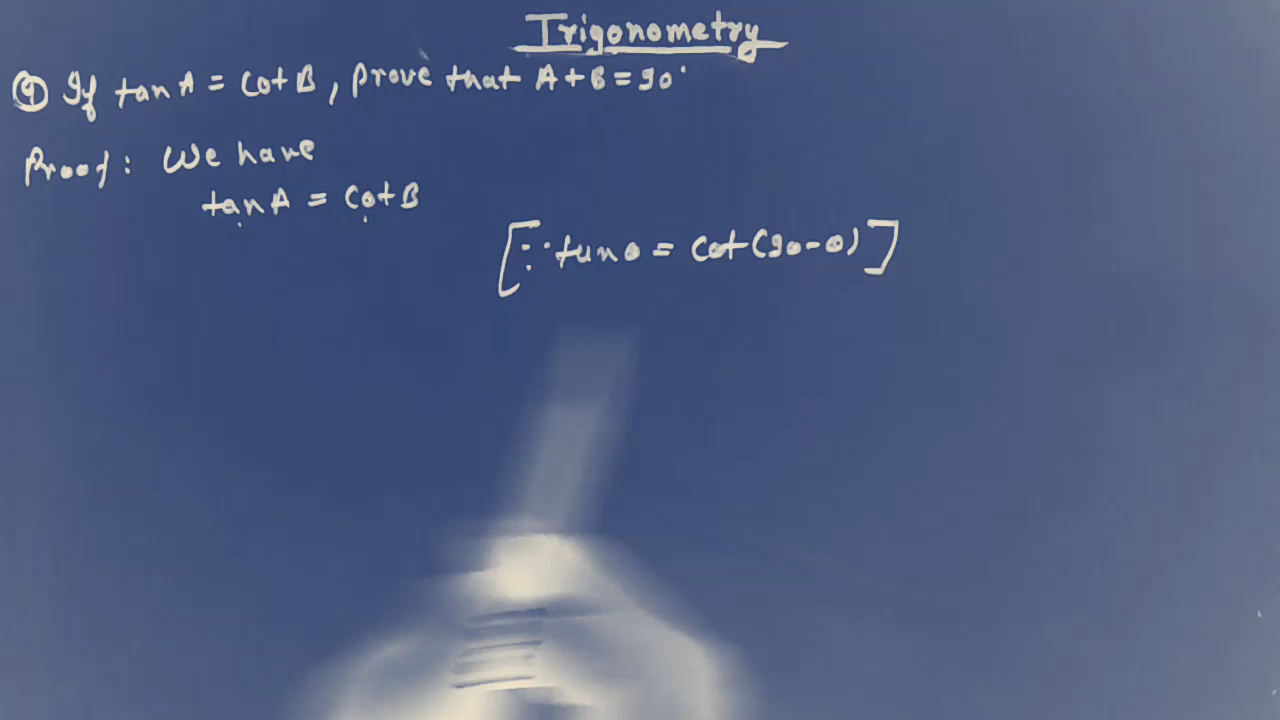 Trigonometry
Q If tan A = Cot B, prove that A + B = 90°
Proof: We have
tan A = Cot B
[∵ tan θ = cot (90-θ)]